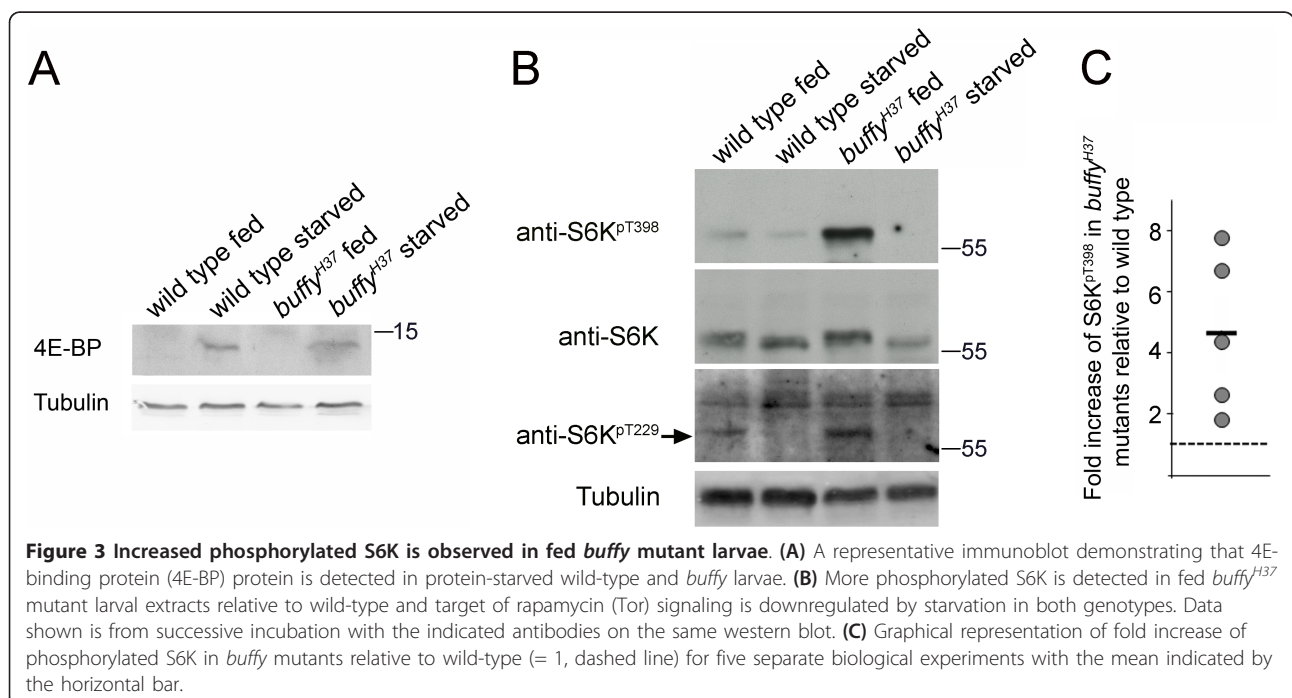 A
wild type fed
wild type starved
buffyH37 fed
buffyH37 starved
4E-BP
Tubulin
15
B
wild type fed
wild type starved
buffyH37 fed
buffyH37 starved
anti-S6KpT398
55
anti-S6K
55
anti-S6KpT229
55
Tubulin
C
Fold increase of S6KpT398 in buffyH37
mutants relative to wild type
8
6
4
2
Figure 3 Increased phosphorylated S6K is observed in fed buffy mutant larvae. (A) A representative immunoblot demonstrating that 4E-
binding protein (4E-BP) protein is detected in protein-starved wild-type and buffy larvae. (B) More phosphorylated S6K is detected in fed buffyH37
mutant larval extracts relative to wild-type and target of rapamycin (Tor) signaling is downregulated by starvation in both genotypes. Data
shown is from successive incubation with the indicated antibodies on the same western blot. (C) Graphical representation of fold increase of
phosphorylated S6K in buffy mutants relative to wild-type (= 1, dashed line) for five separate biological experiments with the mean indicated by
the horizontal bar.